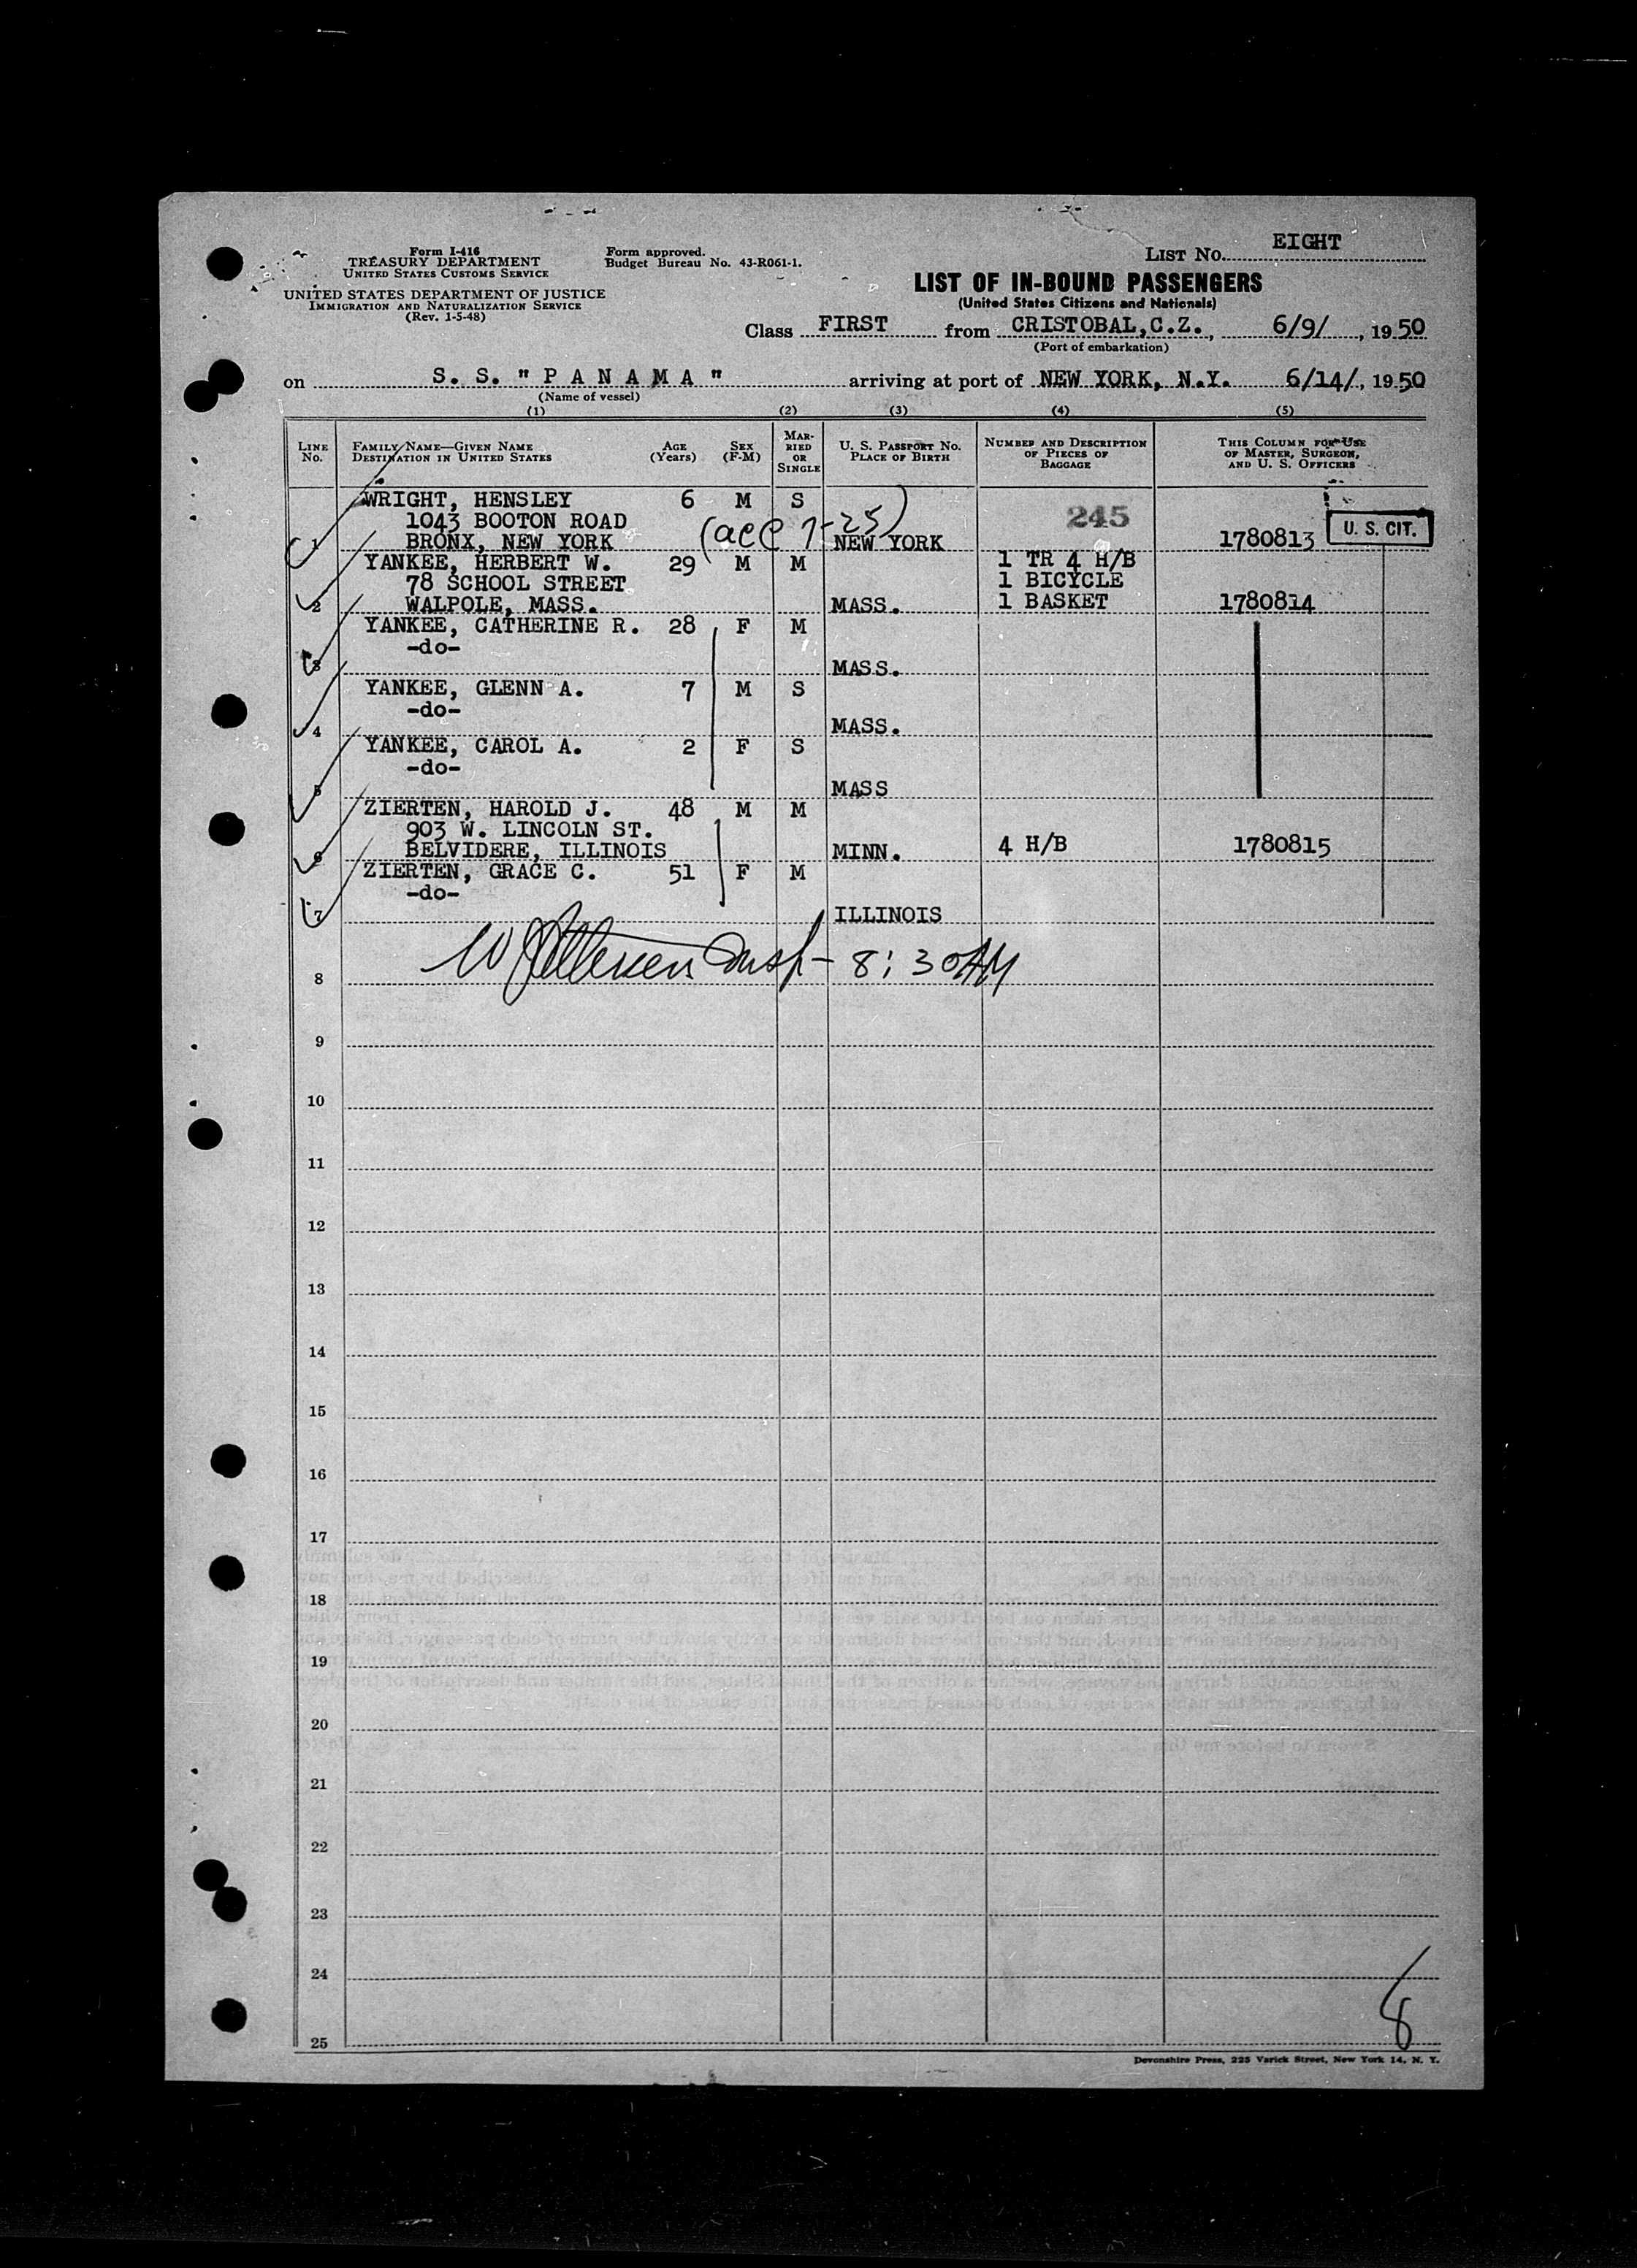 Form I-416
TREASURY DEPARTMENT
UNITED STATES CUSTOMS SERVICE
UNITED STATES DEPARTMENT OF JUSTICE
IMMIGRATION AND NATURALIZATION SERVICE
(Rev. 1-5-48)
Form approved.
Budget Bureau No. 43-R061-1.
LIST NO. EIGHT
LIST OF IN-BOUND PASSENGERS
(United States Citizens and Nationals)
Class FIRST from CRISTOBAL, C.Z., 6/9/, 1950
(Port of embarkation)
on S. S. "P A N A M A" arriving at port of NEW YORK, N.Y. 6/14/, 1950
(Name of vessel)
(1) (2) (3) (4) (5)
LINE No. FAMILY NAME—GIVEN NAME DESTINATION IN UNITED STATES AGE (Years) SEX (F-M) MARRIED OR SINGLE U. S. PASSPORT NO. PLACE OF BIRTH NUMBER AND DESCRIPTION OF PIECES OF BAGGAGE THIS COLUMN FOR USE OF MASTER, SURGEON, AND U. S. OFFICERS
WRIGHT, HENSLEY 6 M S
1043 BOOTON ROAD (acc 7-25) 245
1 BRONX, NEW YORK NEW YORK 1780813 U. S. CIT.
YANKEE, HERBERT W. 29 M M 1 TR 4 H/B
78 SCHOOL STREET 1 BICYCLE
2 WALPOLE, MASS. MASS. 1 BASKET 1780814
YANKEE, CATHERINE R. 28 F M
-do-
3 MASS.
YANKEE, GLENN A. 7 M S
-do-
4 MASS.
YANKEE, CAROL A. 2 F S
-do-
5 MASS
ZIERTEN, HAROLD J. 48 M M
903 W. LINCOLN ST.
6 BELVIDERE, ILLINOIS MINN. 4 H/B 1780815
ZIERTEN, GRACE C. 51 F M
-do-
7 ILLINOIS
Insp - 8:30AM
8
9
10
11
12
13
14
15
16
17
18
19
20
21
22
23
24
25
8
Devonshire Press, 225 Varick Street, New York 14, N. Y.